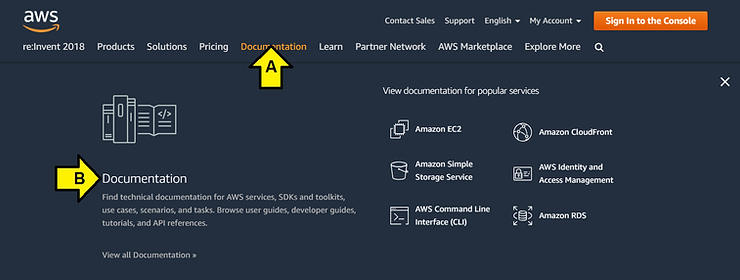 aws
Contact Sales Support English My Account Sign In to the Console
re:Invent 2018 Products Solutions Pricing Documentation Learn Partner Network AWS Marketplace Explore More
A
View documentation for popular services
</>
Amazon EC2
Amazon CloudFront
Amazon Simple
Storage Service
AWS Identity and
Access Management
AWS Command Line
Interface (CLI)
Amazon RDS
B
Documentation
Find technical documentation for AWS services, SDKs and toolkits,
use cases, scenarios, and tasks. Browse user guides, developer guides,
tutorials, and API references.
View all Documentation »